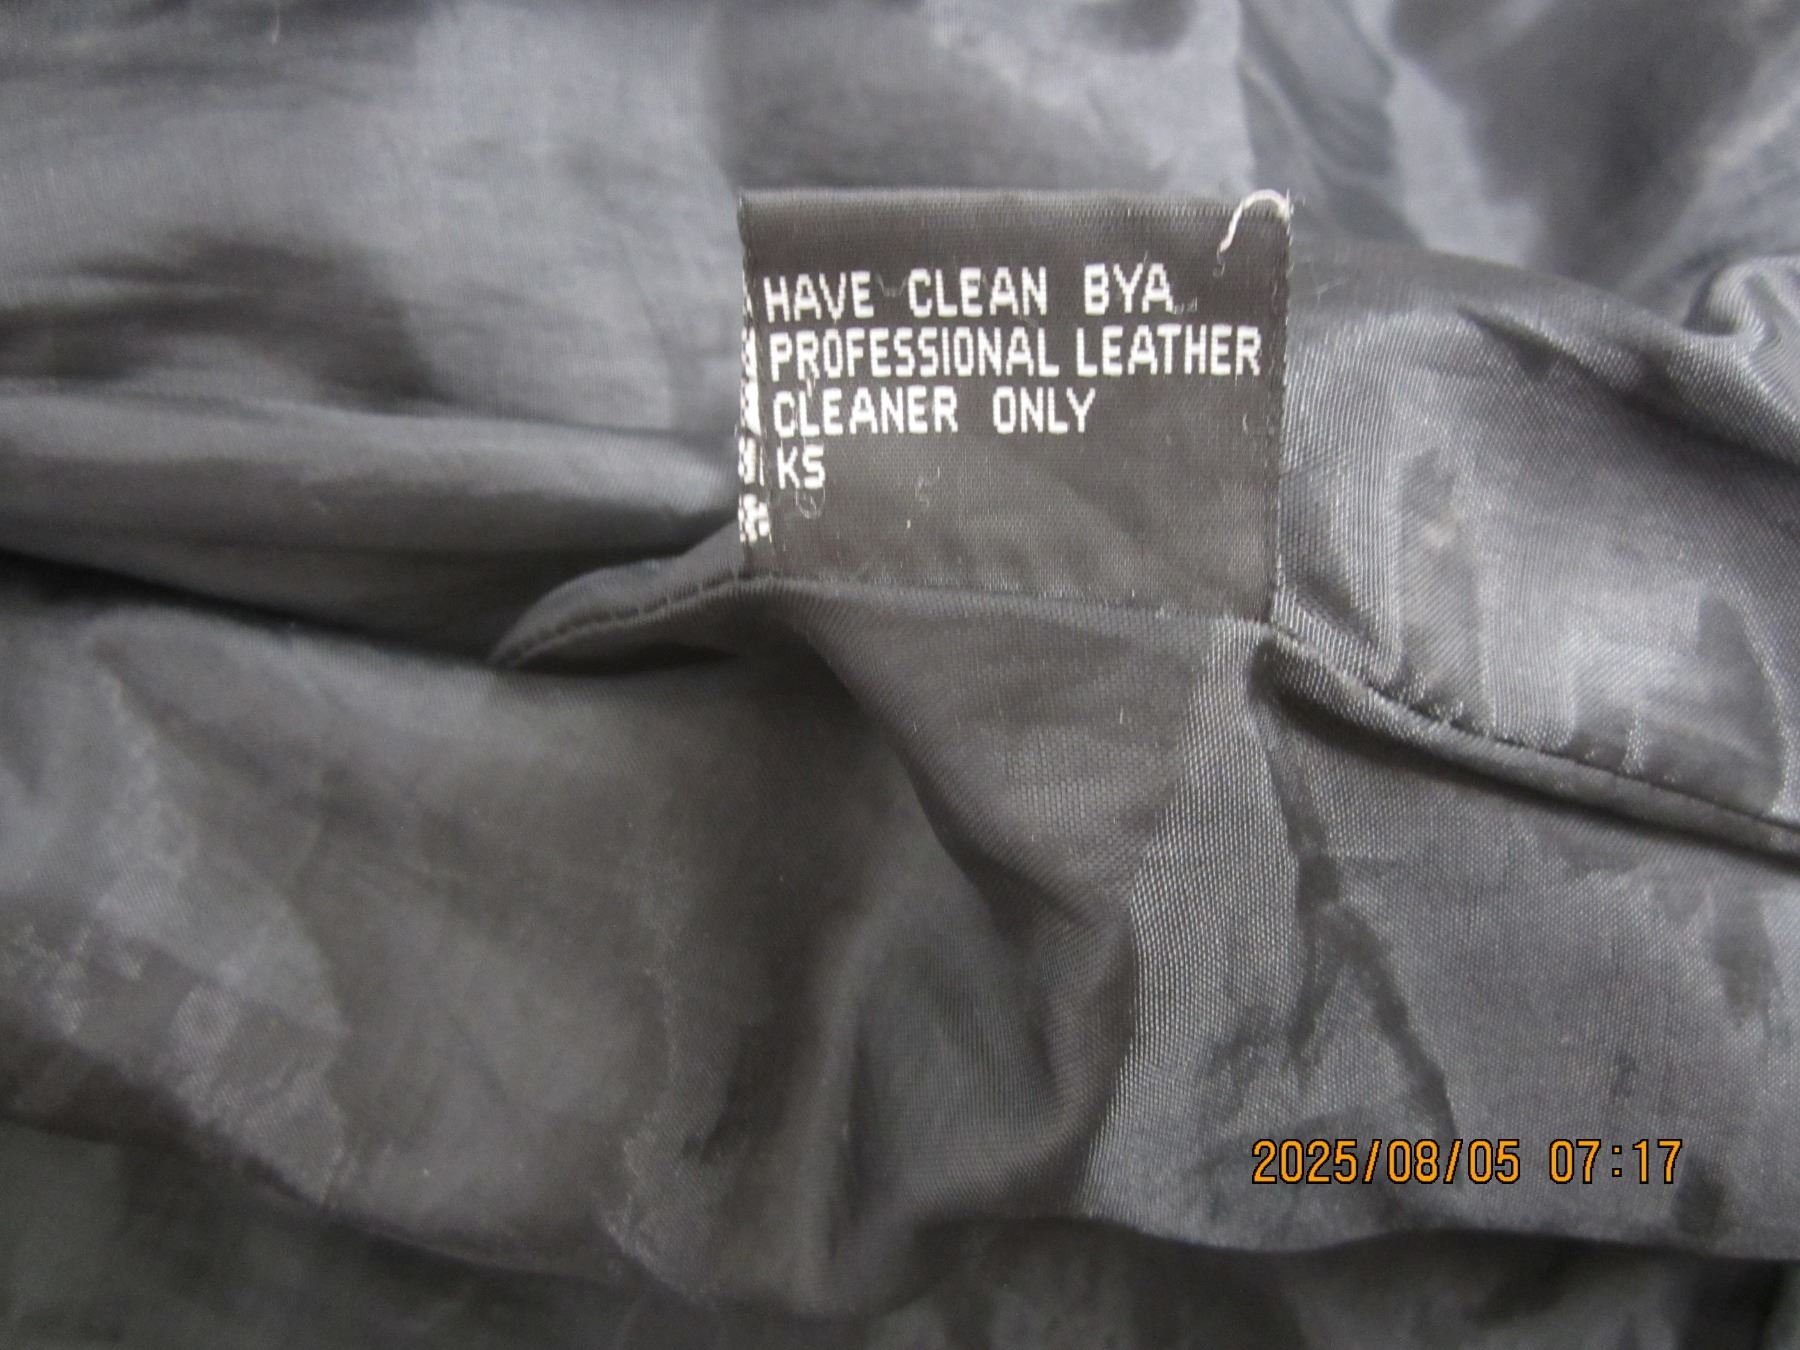 HAVE CLEAN BYA
PROFESSIONAL LEATHER
CLEANER ONLY
KS
2025/08/05 07:17